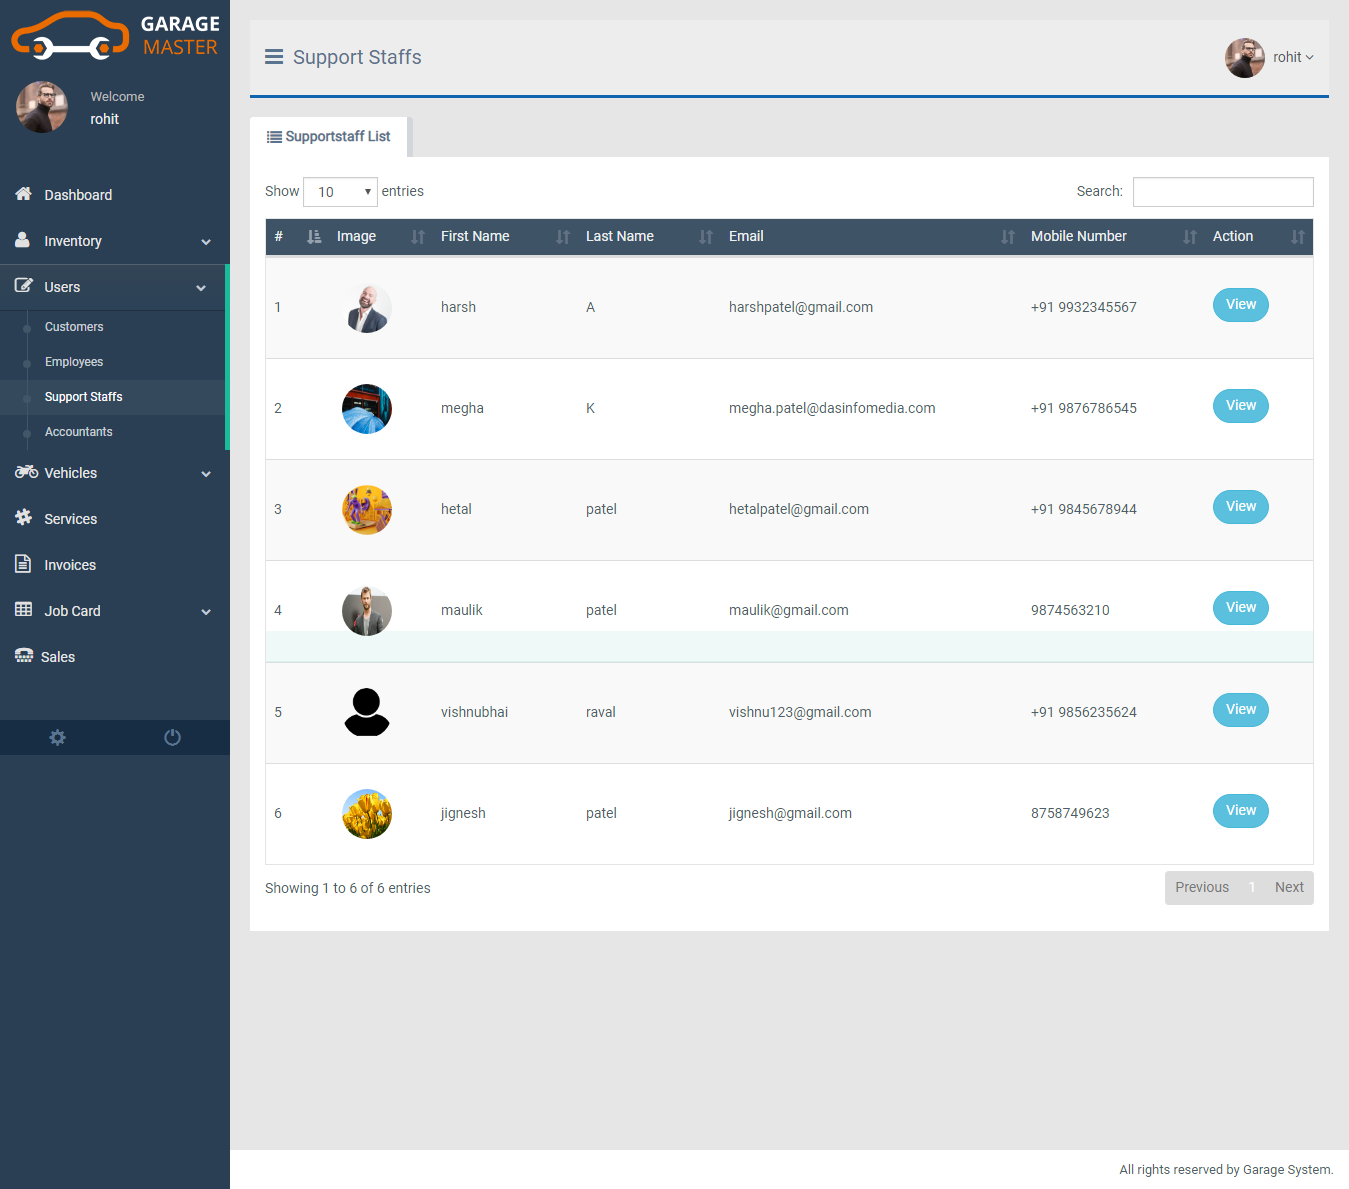 GARAGE
MASTER
Welcome
rohit
Dashboard
Inventory
Users
Customers
Employees
Support Staffs
Accountants
Vehicles
Services
Invoices
Job Card
Sales
Support Staffs
rohit
Supportstaff List
Show 10 entries
Search:
# Image First Name Last Name Email Mobile Number Action
1 harsh A harshpatel@gmail.com +91 9932345567 View
2 megha K megha.patel@dasinfomedia.com +91 9876786545 View
3 hetal patel hetalpatel@gmail.com +91 9845678944 View
4 maulik patel maulik@gmail.com 9874563210 View
5 vishnubhai raval vishnu123@gmail.com +91 9856235624 View
6 jignesh patel jignesh@gmail.com 8758749623 View
Showing 1 to 6 of 6 entries
Previous 1 Next
All rights reserved by Garage System.